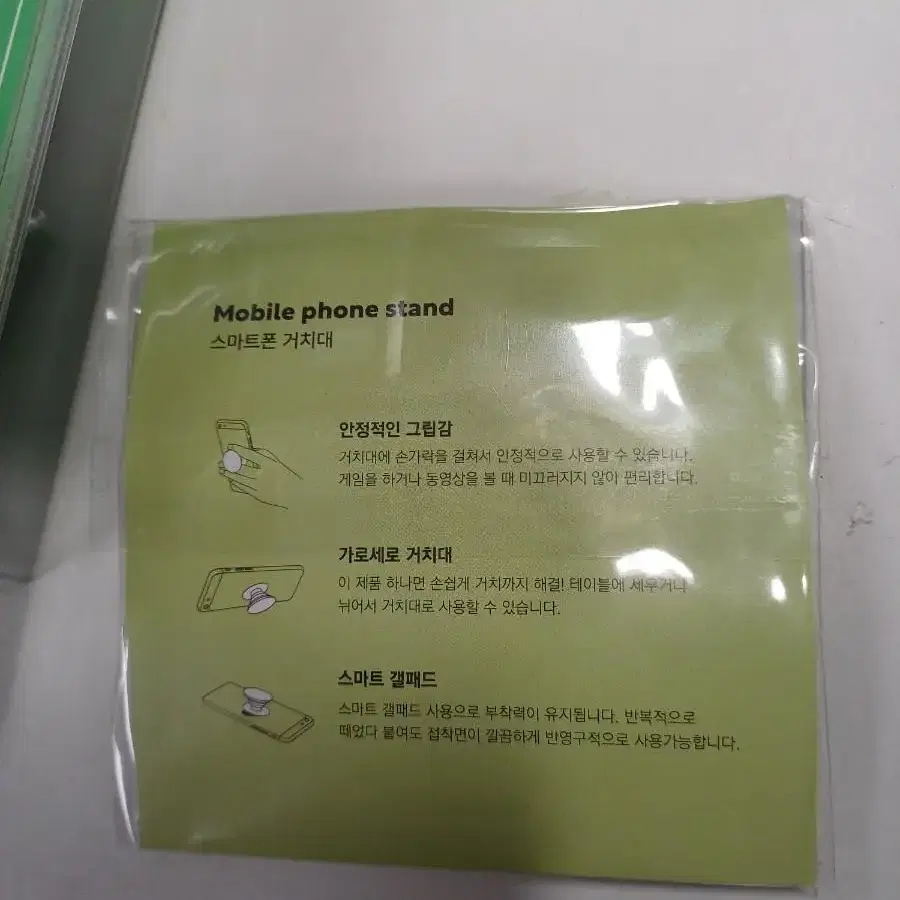 Mobile phone stand
스마트폰 거치대
안정적인 그립감
거치대에 손가락을 걸쳐서 안정적으로 사용할 수 있습니다.
게임을 하거나 동영상을 볼 때 미끄러지지 않아 편리합니다.
가로세로 거치대
이 제품 하나면 손쉽게 거치까지 해결! 테이블에 세우거나
뉘어서 거치대로 사용할 수 있습니다.
스마트 갤패드
스마트 갤패드 사용으로 부착력이 유지됩니다. 반복적으로
떼었다 붙여도 접착면이 깔끔하게 반영구적으로 사용가능합니다.